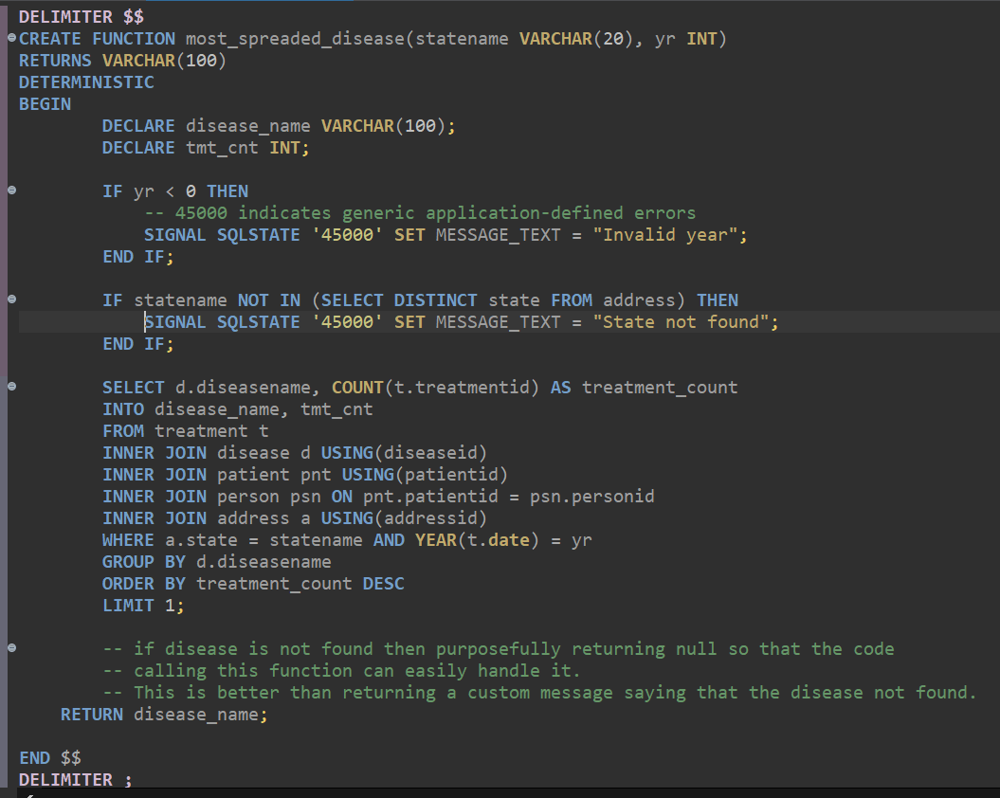 DELIMITER $$
CREATE FUNCTION most_spreaded_disease(statename VARCHAR(20), yr INT)
RETURNS VARCHAR(100)
DETERMINISTIC
BEGIN
        DECLARE disease_name VARCHAR(100);
        DECLARE tmt_cnt INT;

        IF yr < 0 THEN
            -- 45000 indicates generic application-defined errors
            SIGNAL SQLSTATE '45000' SET MESSAGE_TEXT = "Invalid year";
        END IF;

        IF statename NOT IN (SELECT DISTINCT state FROM address) THEN
            SIGNAL SQLSTATE '45000' SET MESSAGE_TEXT = "State not found";
        END IF;

        SELECT d.diseasename, COUNT(t.treatmentid) AS treatment_count
        INTO disease_name, tmt_cnt
        FROM treatment t
        INNER JOIN disease d USING(diseaseid)
        INNER JOIN patient pnt USING(patientid)
        INNER JOIN person psn ON pnt.patientid = psn.personid
        INNER JOIN address a USING(addressid)
        WHERE a.state = statename AND YEAR(t.date) = yr
        GROUP BY d.diseasename
        ORDER BY treatment_count DESC
        LIMIT 1;

        -- if disease is not found then purposefully returning null so that the code
        -- calling this function can easily handle it.
        -- This is better than returning a custom message saying that the disease not found.
    RETURN disease_name;

END $$
DELIMITER ;